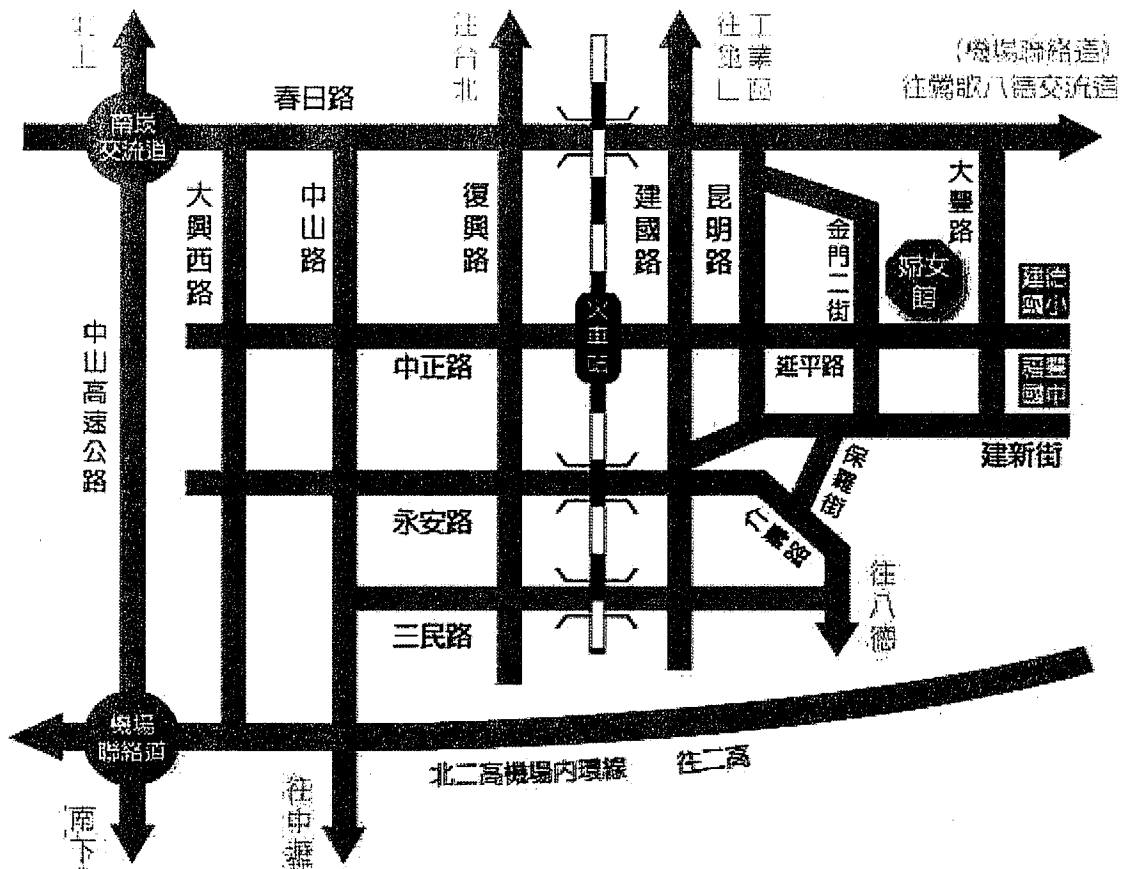 北上
往台北
往龜山
工業區
(機場聯絡道)
往鶯歌八德交流道
春日路
南崁
交流道
大興西路
中山路
復興路
建國路
昆明路
大豐路
金門二街
婦女
館
中山高速公路
火車站
中正路
延平路
建新街
保羅街
永安路
仁愛路
三民路
往八德
機場
聯絡道
北二高機場內環線
往二高
南下
往中壢